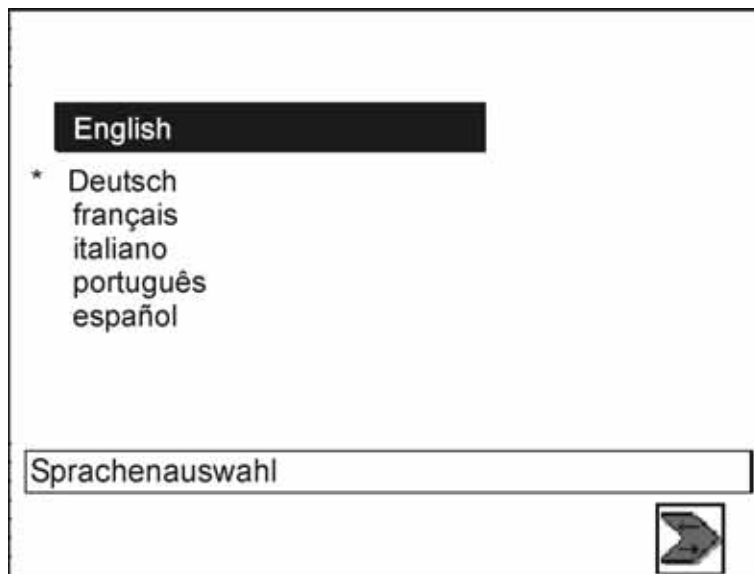 English
* Deutsch
français
italiano
português
español
Sprachenauswahl